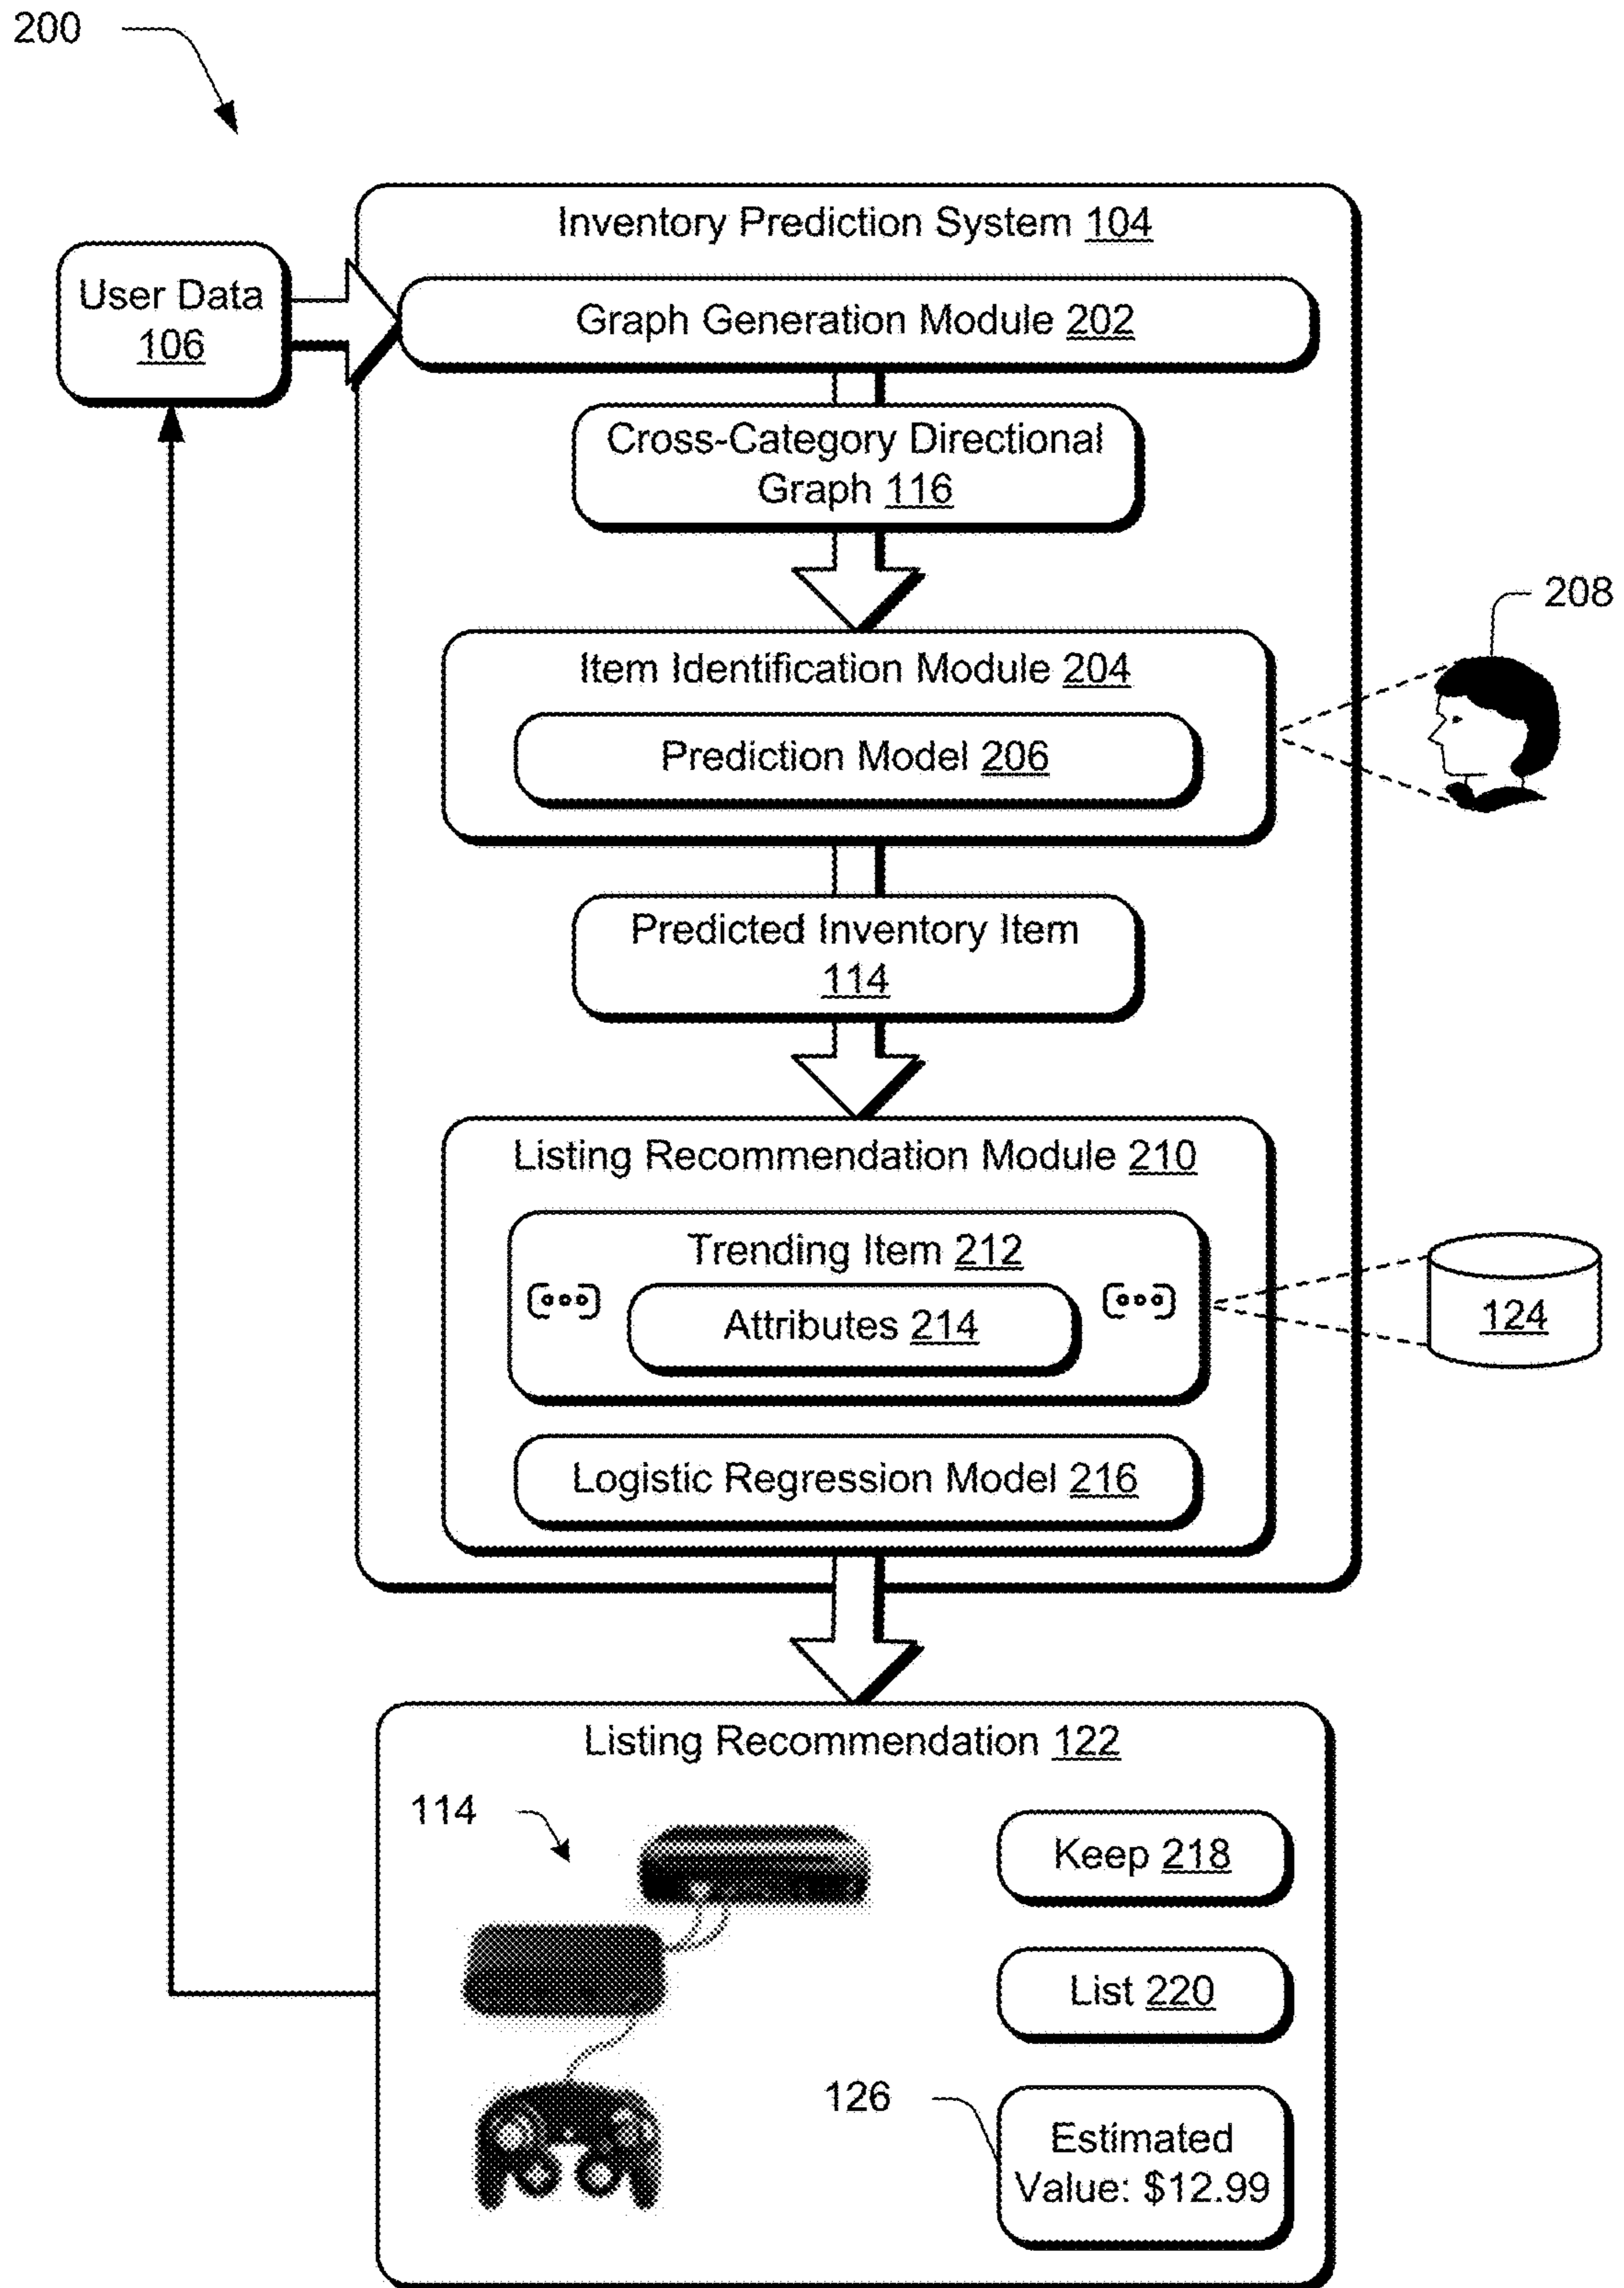 200
Inventory Prediction System 104
User Data
106
Graph Generation Module 202
Cross-Category Directional
Graph 116
208
Item Identification Module 204
Prediction Model 206
Predicted Inventory Item
114
Listing Recommendation Module 210
Trending Item 212
Attributes 214
124
Logistic Regression Model 216
Listing Recommendation 122
114
Keep 218
List 220
126
Estimated
Value: $12.99